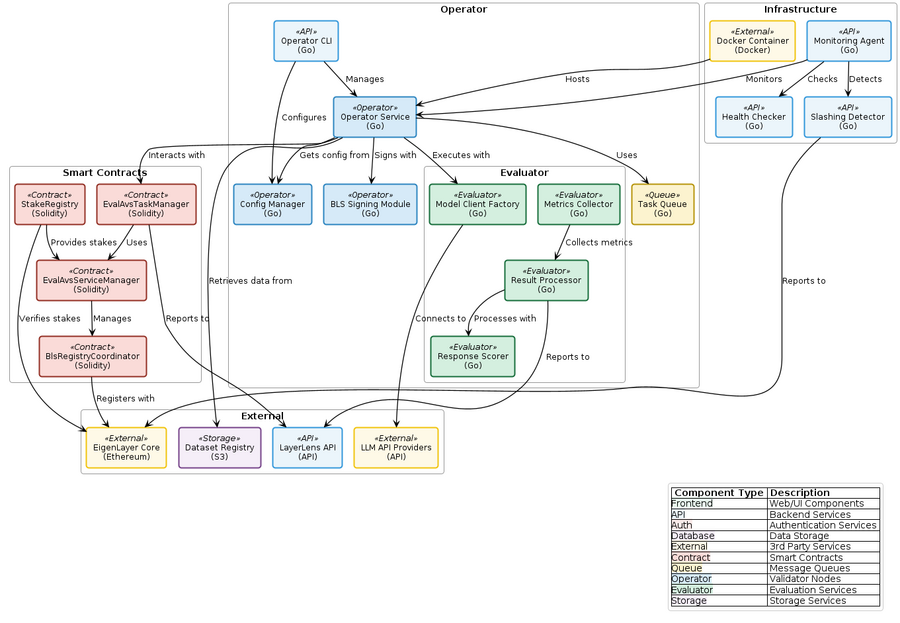 Operator
Infrastructure
«API»
Operator CLI
(Go)
«External»
Docker Container
(Docker)
«API»
Monitoring Agent
(Go)
Manages
Hosts
Monitors
Checks
Detects
Configures
«Operator»
Operator Service
(Go)
«API»
Health Checker
(Go)
«API»
Slashing Detector
(Go)
Interacts with
Gets config from
Signs with
Executes with
Uses
Smart Contracts
Evaluator
«Contract»
StakeRegistry
(Solidity)
«Contract»
EvalAvsTaskManager
(Solidity)
«Operator»
Config Manager
(Go)
«Operator»
BLS Signing Module
(Go)
«Evaluator»
Model Client Factory
(Go)
«Evaluator»
Metrics Collector
(Go)
«Queue»
Task Queue
(Go)
Provides stakes
Uses
Collects metrics
«Contract»
EvalAvsServiceManager
(Solidity)
Retrieves data from
«Evaluator»
Result Processor
(Go)
Reports to
Verifies stakes
Manages
Reports to
Connects to
Processes with
«Contract»
BlsRegistryCoordinator
(Solidity)
«Evaluator»
Response Scorer
(Go)
Reports to
Registers with
External
«External»
EigenLayer Core
(Ethereum)
«Storage»
Dataset Registry
(S3)
«API»
LayerLens API
(API)
«External»
LLM API Providers
(API)
Component Type Description
Frontend Web/UI Components
API Backend Services
Auth Authentication Services
Database Data Storage
External 3rd Party Services
Contract Smart Contracts
Queue Message Queues
Operator Validator Nodes
Evaluator Evaluation Services
Storage Storage Services